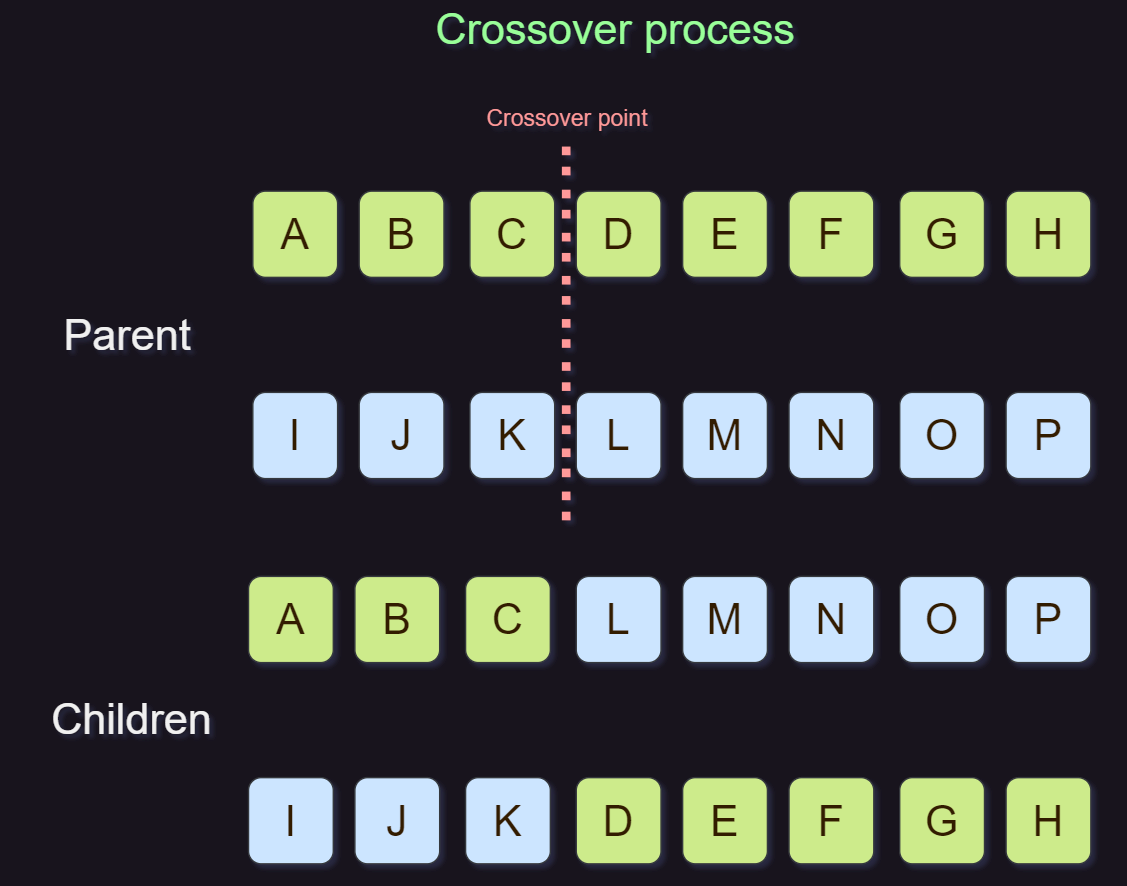 Crossover process
Crossover point
A B C D E F G H
Parent
I J K L M N O P
A B C L M N O P
Children
I J K D E F G H